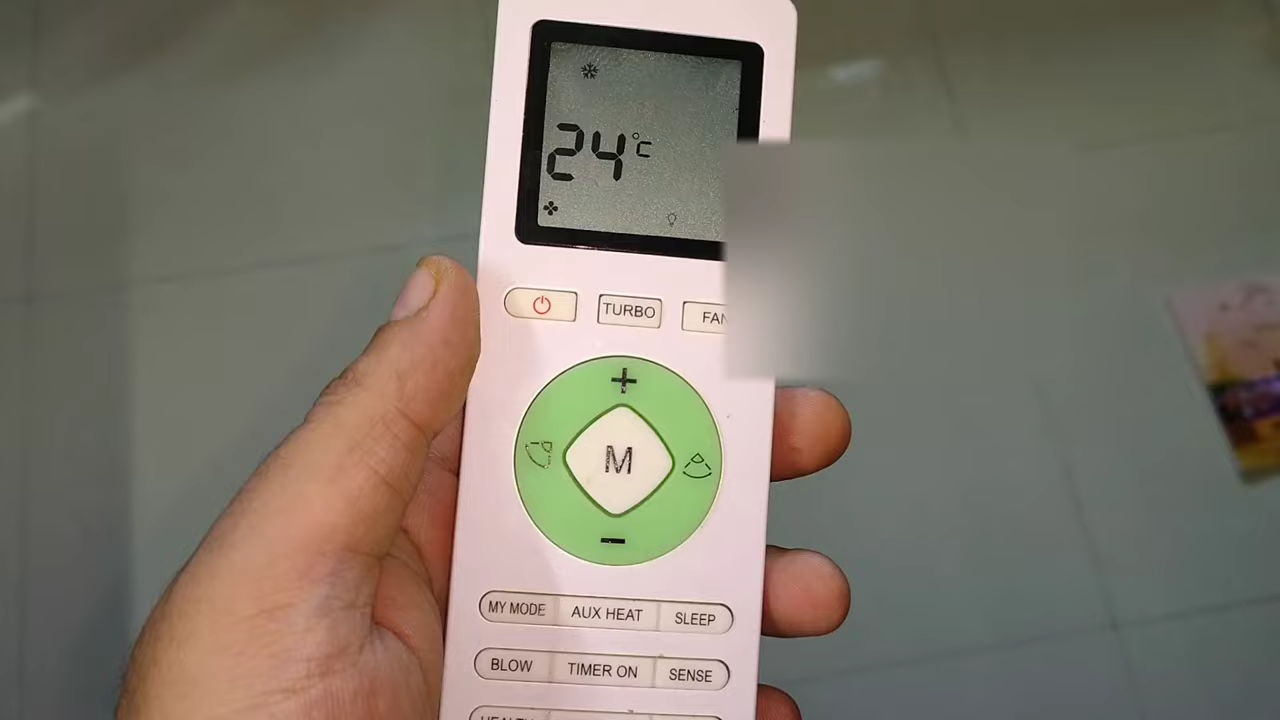 24°C
TURBO
FAN
+
M
-
MY MODE AUX HEAT SLEEP
BLOW TIMER ON SENSE